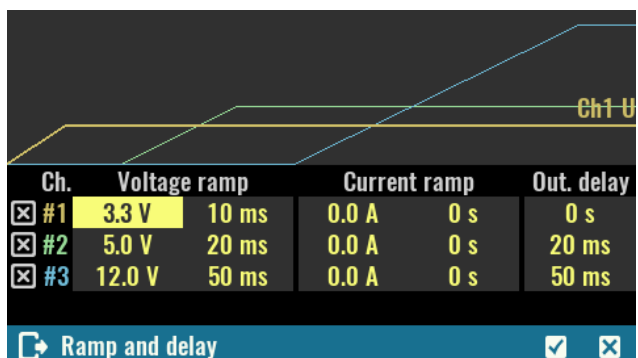 Ch1 U
Ch. Voltage ramp Current ramp Out. delay
#1 3.3 V 10 ms 0.0 A 0 s 0 s
#2 5.0 V 20 ms 0.0 A 0 s 20 ms
#3 12.0 V 50 ms 0.0 A 0 s 50 ms
Ramp and delay